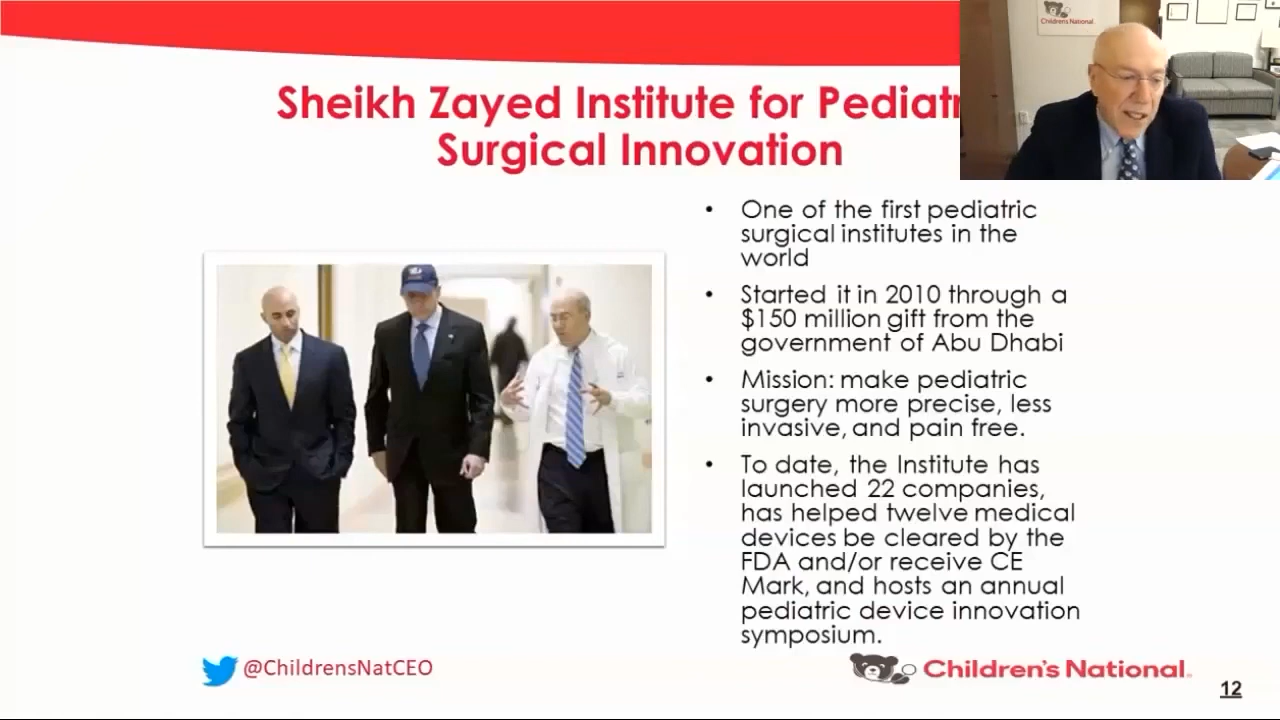 Children's National
Sheikh Zayed Institute for Pediatr
Surgical Innovation
• One of the first pediatric
surgical institutes in the
world
• Started it in 2010 through a
$150 million gift from the
government of Abu Dhabi
• Mission: make pediatric
surgery more precise, less
invasive, and pain free.
• To date, the Institute has
launched 22 companies,
has helped twelve medical
devices be cleared by the
FDA and/or receive CE
Mark, and hosts an annual
pediatric device innovation
symposium.
@ChildrensNatCEO
Children's National
12